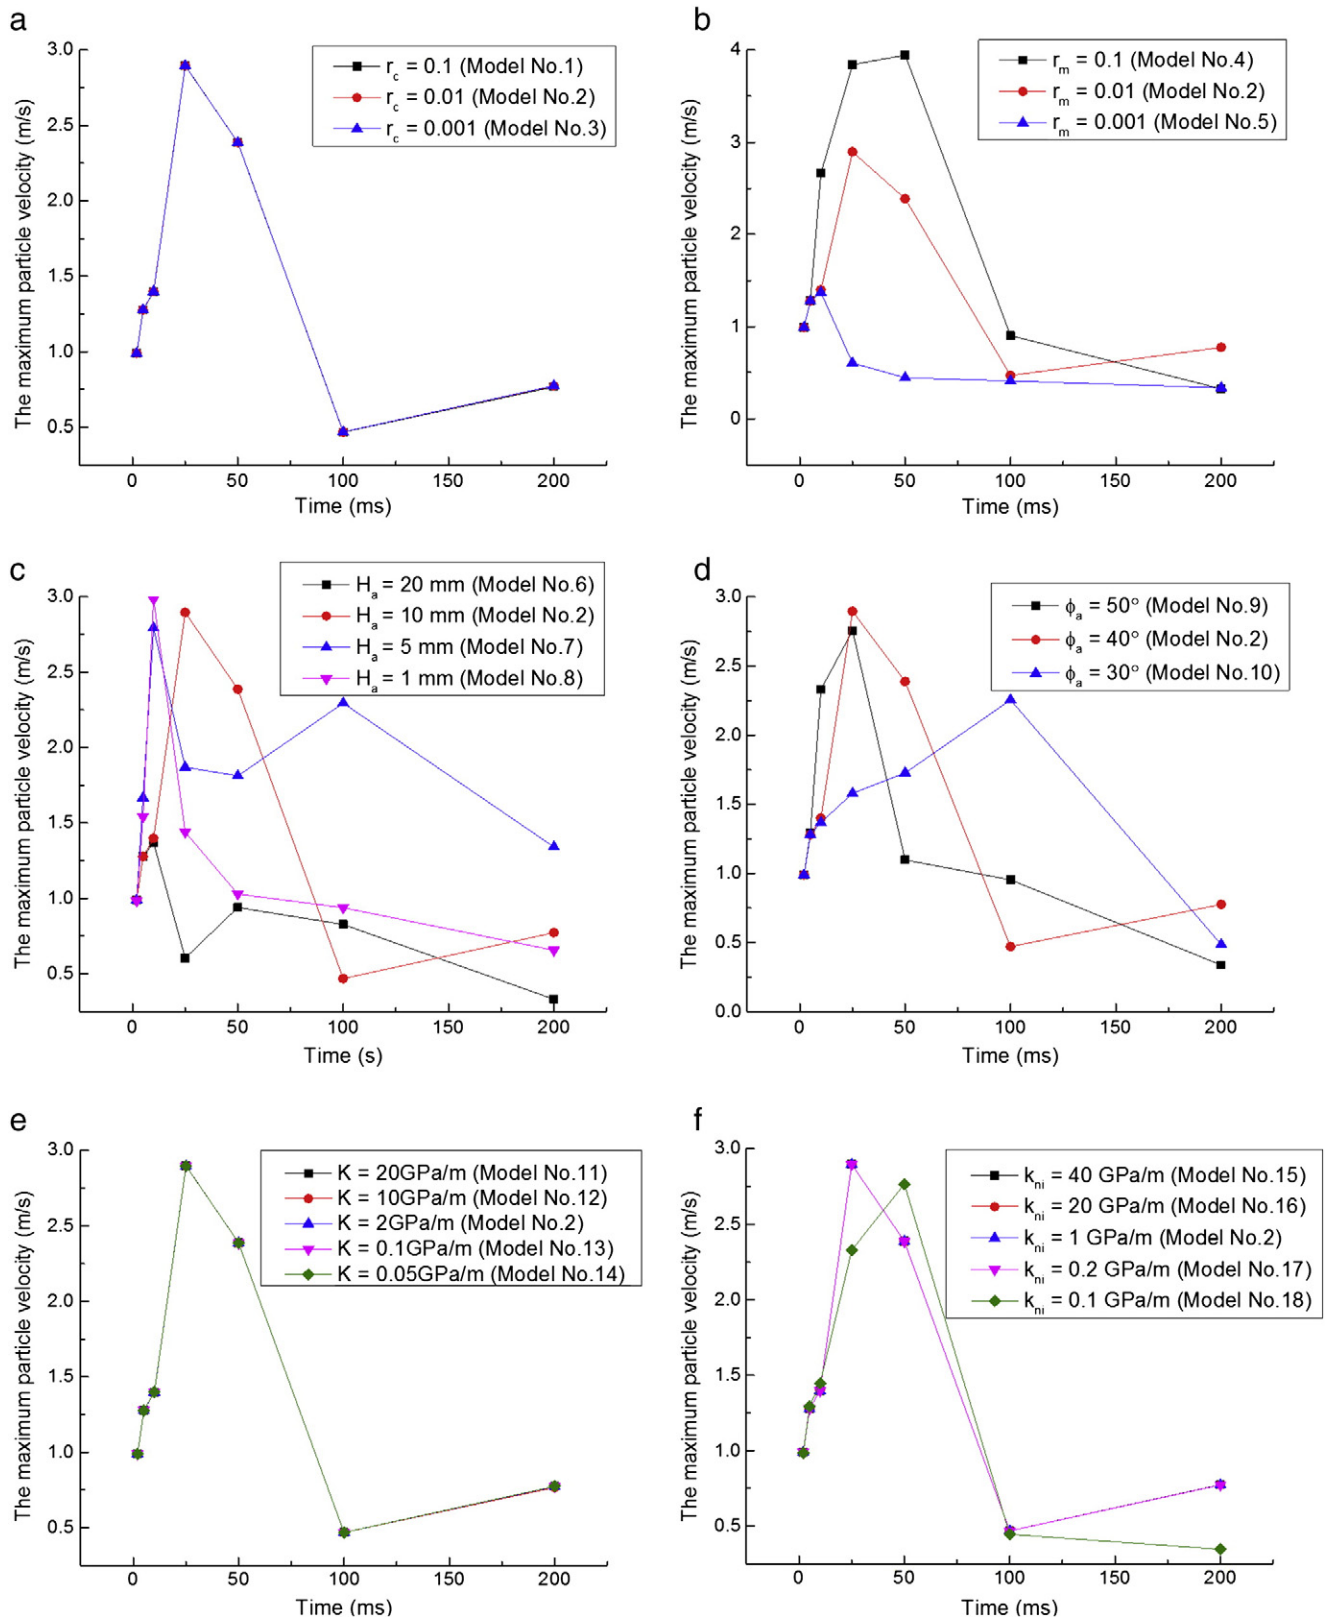 a
The maximum particle velocity (m/s)
3.0
2.5
2.0
1.5
1.0
0.5
r_c = 0.1 (Model No.1)
r_c = 0.01 (Model No.2)
r_c = 0.001 (Model No.3)
0 50 100 150 200
Time (ms)
b
The maximum particle velocity (m/s)
4
3
2
1
0
r_m = 0.1 (Model No.4)
r_m = 0.01 (Model No.2)
r_m = 0.001 (Model No.5)
0 50 100 150 200
Time (ms)
c
The maximum particle velocity (m/s)
3.0
2.5
2.0
1.5
1.0
0.5
H_a = 20 mm (Model No.6)
H_a = 10 mm (Model No.2)
H_a = 5 mm (Model No.7)
H_a = 1 mm (Model No.8)
0 50 100 150 200
Time (s)
d
The maximum particle velocity (m/s)
3.0
2.5
2.0
1.5
1.0
0.5
0.0
ϕ_a = 50° (Model No.9)
ϕ_a = 40° (Model No.2)
ϕ_a = 30° (Model No.10)
0 50 100 150 200
Time (ms)
e
The maximum particle velocity (m/s)
3.0
2.5
2.0
1.5
1.0
0.5
K = 20GPa/m (Model No.11)
K = 10GPa/m (Model No.12)
K = 2GPa/m (Model No.2)
K = 0.1GPa/m (Model No.13)
K = 0.05GPa/m (Model No.14)
0 50 100 150 200
Time (ms)
f
The maximum particle velocity (m/s)
3.0
2.5
2.0
1.5
1.0
0.5
k_ni = 40 GPa/m (Model No.15)
k_ni = 20 GPa/m (Model No.16)
k_ni = 1 GPa/m (Model No.2)
k_ni = 0.2 GPa/m (Model No.17)
k_ni = 0.1 GPa/m (Model No.18)
0 50 100 150 200
Time (ms)